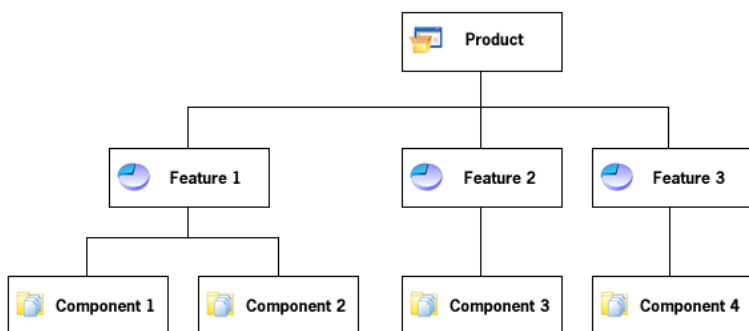 Product
Feature 1
Feature 2
Feature 3
Component 1
Component 2
Component 3
Component 4